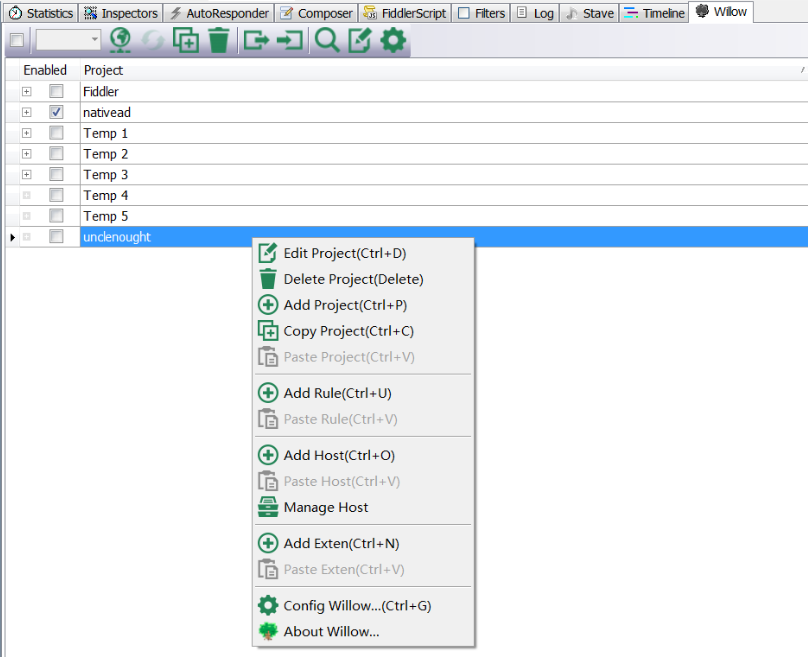 Statistics Inspectors AutoResponder Composer FiddlerScript Filters Log Stave Timeline Willow
Enabled Project
Fiddler
nativead
Temp 1
Temp 2
Temp 3
Temp 4
Temp 5
unclenought
Edit Project(Ctrl+D)
Delete Project(Delete)
Add Project(Ctrl+P)
Copy Project(Ctrl+C)
Paste Project(Ctrl+V)
Add Rule(Ctrl+U)
Paste Rule(Ctrl+V)
Add Host(Ctrl+O)
Paste Host(Ctrl+V)
Manage Host
Add Exten(Ctrl+N)
Paste Exten(Ctrl+V)
Config Willow...(Ctrl+G)
About Willow...